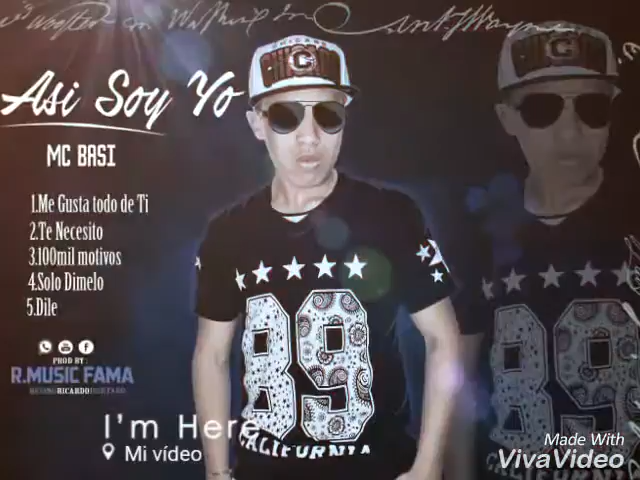 Asi Soy Yo
MC BASI
1.Me Gusta todo de Ti
2.Te Necesito
3.100mil motivos
4.Solo Dimelo
5.Dile
PROD BY:
R.MUSIC FAMA
CHICAGO
C
89
CALIFORNIA
I'm Here
Mi vídeo
Made With
VivaVideo